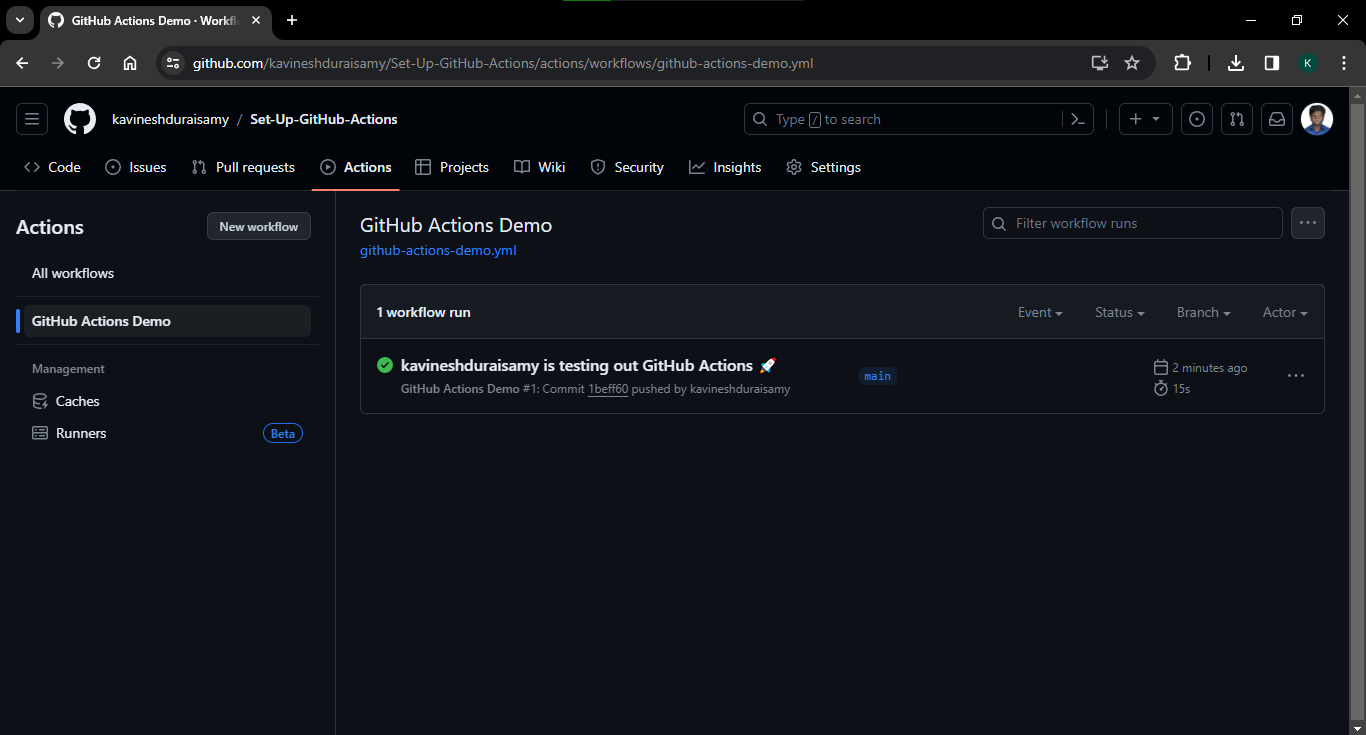 GitHub Actions Demo · Workfl
github.com/kavineshduraisamy/Set-Up-GitHub-Actions/actions/workflows/github-actions-demo.yml
K
kavineshduraisamy / Set-Up-GitHub-Actions
Type / to search
Code
Issues
Pull requests
Actions
Projects
Wiki
Security
Insights
Settings
Actions
New workflow
All workflows
GitHub Actions Demo
Management
Caches
Runners
Beta
GitHub Actions Demo
github-actions-demo.yml
Filter workflow runs
1 workflow run
Event
Status
Branch
Actor
kavineshduraisamy is testing out GitHub Actions 🚀
GitHub Actions Demo #1: Commit 1beff60 pushed by kavineshduraisamy
main
2 minutes ago
15s